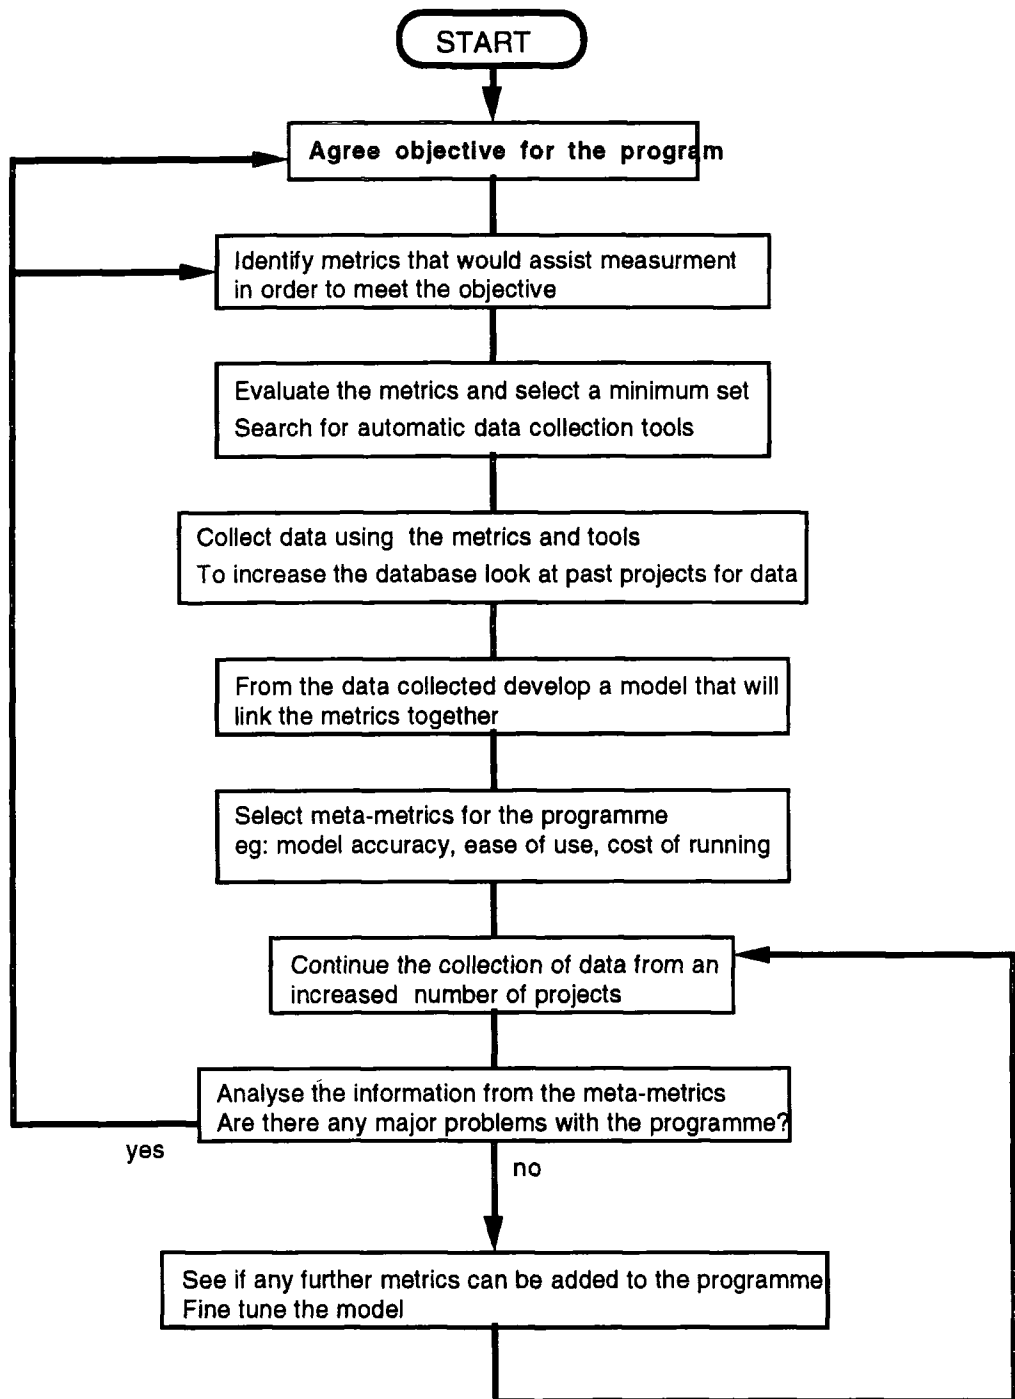 START
Agree objective for the program
Identify metrics that would assist measurment
in order to meet the objective
Evaluate the metrics and select a minimum set
Search for automatic data collection tools
Collect data using the metrics and tools
To increase the database look at past projects for data
From the data collected develop a model that will
link the metrics together
Select meta-metrics for the programme
eg: model accuracy, ease of use, cost of running
Continue the collection of data from an
increased number of projects
Analyse the information from the meta-metrics
Are there any major problems with the programme?
yes
no
See if any further metrics can be added to the programme
Fine tune the model